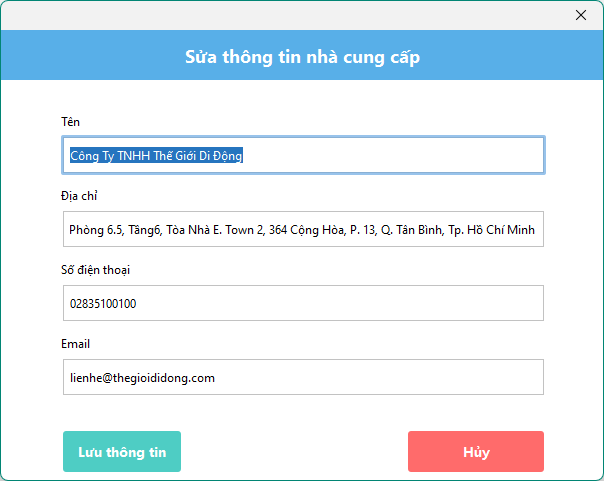 Sửa thông tin nhà cung cấp
Tên
Công Ty TNHH Thế Giới Di Động
Địa chỉ
Phòng 6.5, Tầng6, Tòa Nhà E. Town 2, 364 Cộng Hòa, P. 13, Q. Tân Bình, Tp. Hồ Chí Minh
Số điện thoại
02835100100
Email
lienhe@thegioididong.com
Lưu thông tin
Hủy